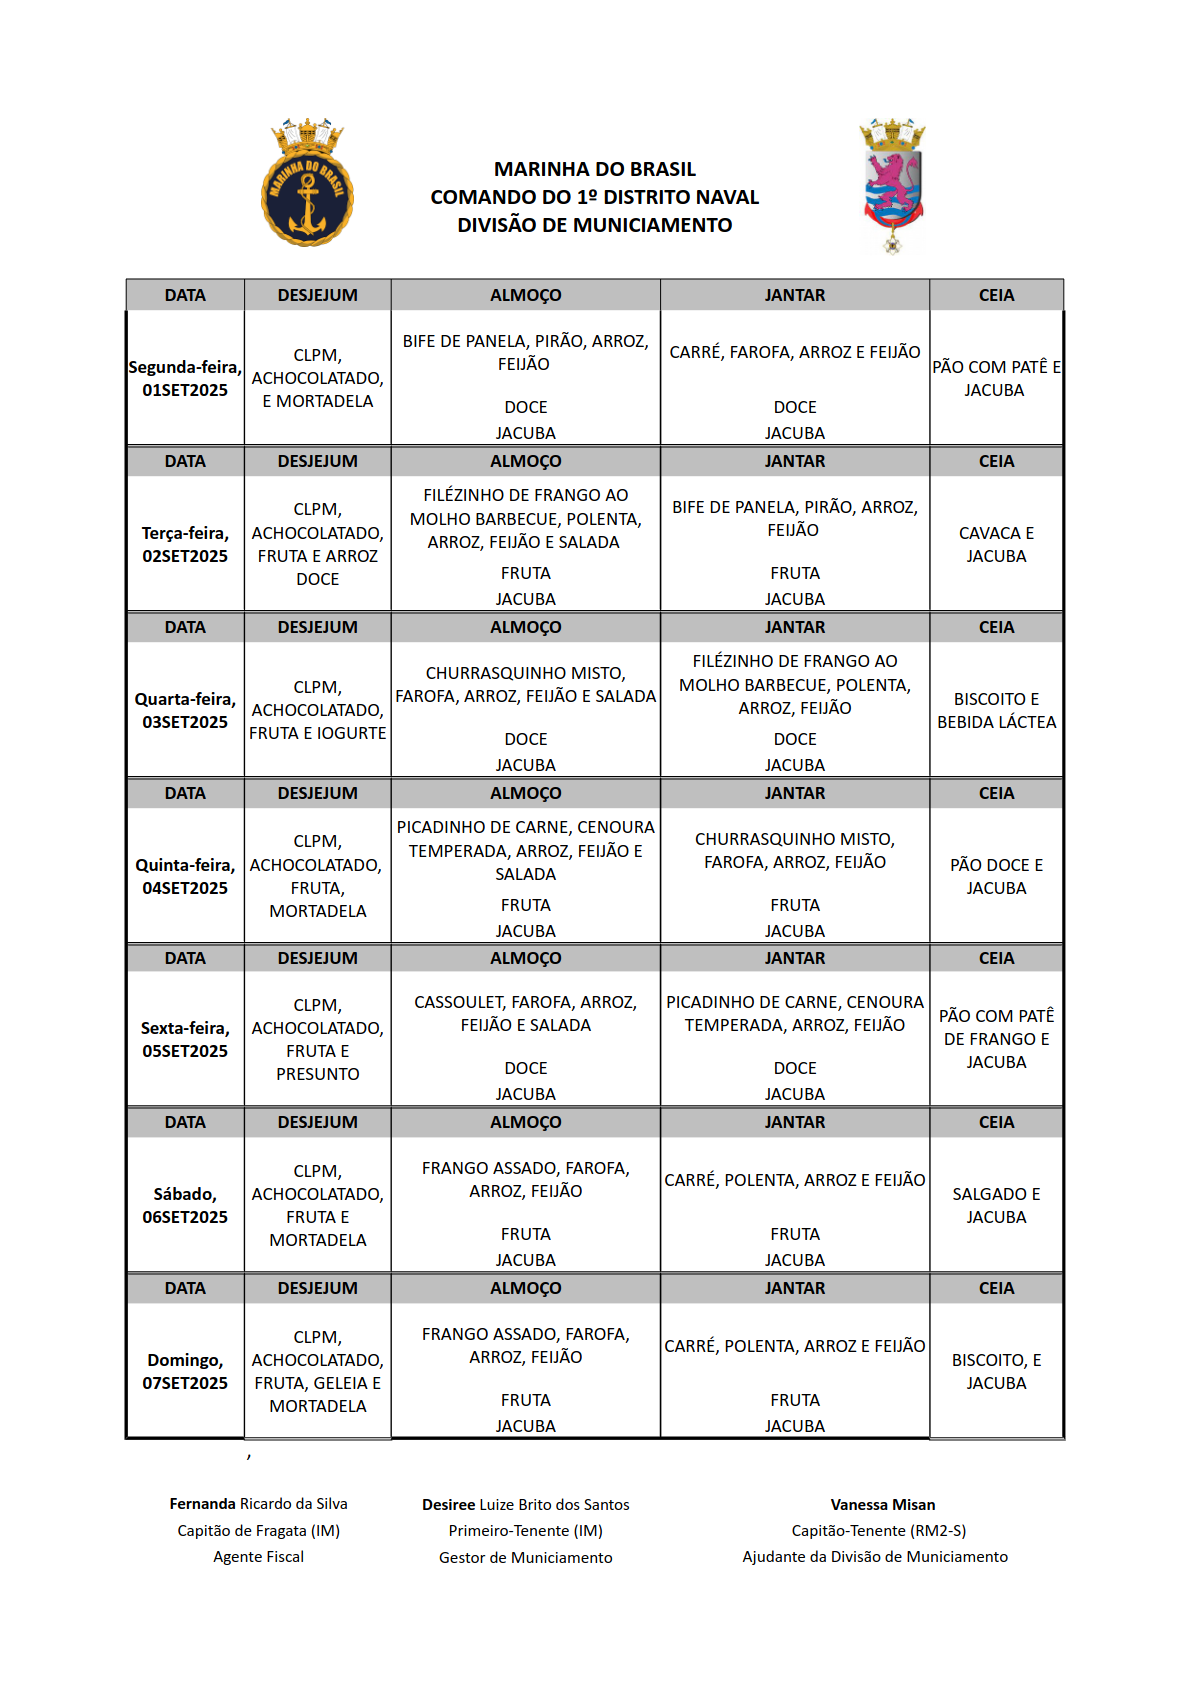 MARINHA DO BRASIL
MARINHA DO BRASIL
COMANDO DO 1º DISTRITO NAVAL
DIVISÃO DE MUNICIAMENTO
DATA DESJEJUM ALMOÇO JANTAR CEIA
Segunda-feira,
01SET2025
CLPM,
ACHOCOLATADO,
E MORTADELA
BIFE DE PANELA, PIRÃO, ARROZ,
FEIJÃO
DOCE
JACUBA
CARRÉ, FAROFA, ARROZ E FEIJÃO
DOCE
JACUBA
PÃO COM PATÊ E
JACUBA
DATA DESJEJUM ALMOÇO JANTAR CEIA
Terça-feira,
02SET2025
CLPM,
ACHOCOLATADO,
FRUTA E ARROZ
DOCE
FILÉZINHO DE FRANGO AO
MOLHO BARBECUE, POLENTA,
ARROZ, FEIJÃO E SALADA
FRUTA
JACUBA
BIFE DE PANELA, PIRÃO, ARROZ,
FEIJÃO
FRUTA
JACUBA
CAVACA E
JACUBA
DATA DESJEJUM ALMOÇO JANTAR CEIA
Quarta-feira,
03SET2025
CLPM,
ACHOCOLATADO,
FRUTA E IOGURTE
CHURRASQUINHO MISTO,
FAROFA, ARROZ, FEIJÃO E SALADA
DOCE
JACUBA
FILÉZINHO DE FRANGO AO
MOLHO BARBECUE, POLENTA,
ARROZ, FEIJÃO
DOCE
JACUBA
BISCOITO E
BEBIDA LÁCTEA
DATA DESJEJUM ALMOÇO JANTAR CEIA
Quinta-feira,
04SET2025
CLPM,
ACHOCOLATADO,
FRUTA,
MORTADELA
PICADINHO DE CARNE, CENOURA
TEMPERADA, ARROZ, FEIJÃO E
SALADA
FRUTA
JACUBA
CHURRASQUINHO MISTO,
FAROFA, ARROZ, FEIJÃO
FRUTA
JACUBA
PÃO DOCE E
JACUBA
DATA DESJEJUM ALMOÇO JANTAR CEIA
Sexta-feira,
05SET2025
CLPM,
ACHOCOLATADO,
FRUTA E
PRESUNTO
CASSOULET, FAROFA, ARROZ,
FEIJÃO E SALADA
DOCE
JACUBA
PICADINHO DE CARNE, CENOURA
TEMPERADA, ARROZ, FEIJÃO
DOCE
JACUBA
PÃO COM PATÊ
DE FRANGO E
JACUBA
DATA DESJEJUM ALMOÇO JANTAR CEIA
Sábado,
06SET2025
CLPM,
ACHOCOLATADO,
FRUTA E
MORTADELA
FRANGO ASSADO, FAROFA,
ARROZ, FEIJÃO
FRUTA
JACUBA
CARRÉ, POLENTA, ARROZ E FEIJÃO
FRUTA
JACUBA
SALGADO E
JACUBA
DATA DESJEJUM ALMOÇO JANTAR CEIA
Domingo,
07SET2025
CLPM,
ACHOCOLATADO,
FRUTA, GELEIA E
MORTADELA
FRANGO ASSADO, FAROFA,
ARROZ, FEIJÃO
FRUTA
JACUBA
CARRÉ, POLENTA, ARROZ E FEIJÃO
FRUTA
JACUBA
BISCOITO, E
JACUBA
,
Fernanda Ricardo da Silva
Capitão de Fragata (IM)
Agente Fiscal
Desiree Luize Brito dos Santos
Primeiro-Tenente (IM)
Gestor de Municiamento
Vanessa Misan
Capitão-Tenente (RM2-S)
Ajudante da Divisão de Municiamento